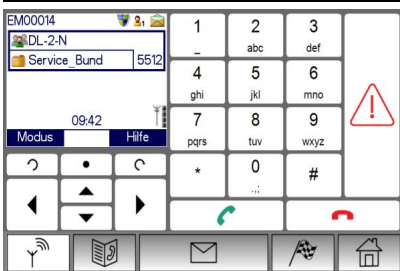 EM00014
DL-2-N
Service_Bund 5512
09:42
Modus Hilfe
1 2 3
_ abc def
4 5 6
ghi jkl mno
7 8 9
pqrs tuv wxyz
* 0 #
.,;